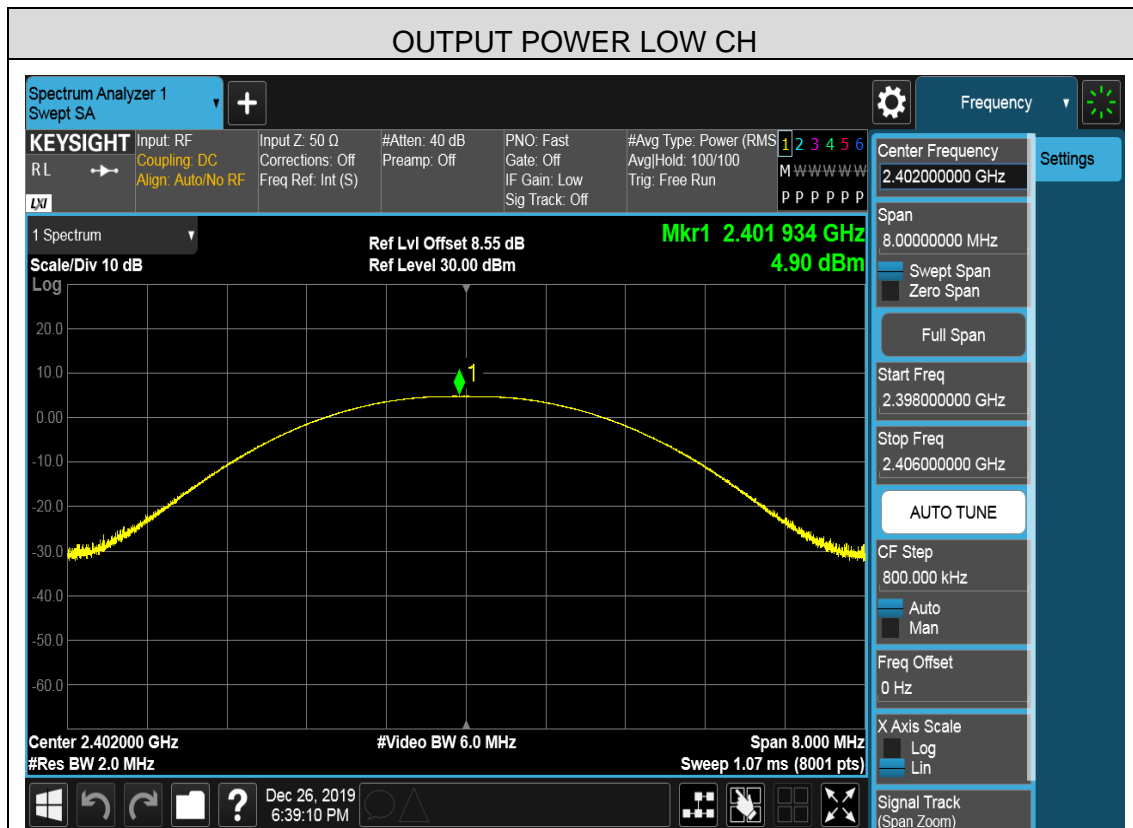 OUTPUT POWER LOW CH
Spectrum Analyzer 1
Swept SA
Frequency
KEYSIGHT
RL
LXI
Input: RF
Coupling: DC
Align: Auto/No RF
Input Z: 50 Ω
Corrections: Off
Freq Ref: Int (S)
#Atten: 40 dB
Preamp: Off
PNO: Fast
Gate: Off
IF Gain: Low
Sig Track: Off
#Avg Type: Power (RMS
Avg|Hold: 100/100
Trig: Free Run
1 2 3 4 5 6
M W W W W W
P P P P P P
1 Spectrum
Scale/Div 10 dB
Log
Ref Lvl Offset 8.55 dB
Ref Level 30.00 dBm
Mkr1 2.401 934 GHz
4.90 dBm
20.0
10.0
0.00
-10.0
-20.0
-30.0
-40.0
-50.0
-60.0
1
Center 2.402000 GHz
#Res BW 2.0 MHz
#Video BW 6.0 MHz
Span 8.000 MHz
Sweep 1.07 ms (8001 pts)
Dec 26, 2019
6:39:10 PM
?
Center Frequency
2.402000000 GHz
Settings
Span
8.00000000 MHz
Swept Span
Zero Span
Full Span
Start Freq
2.398000000 GHz
Stop Freq
2.406000000 GHz
AUTO TUNE
CF Step
800.000 kHz
Auto
Man
Freq Offset
0 Hz
X Axis Scale
Log
Lin
Signal Track
(Span Zoom)